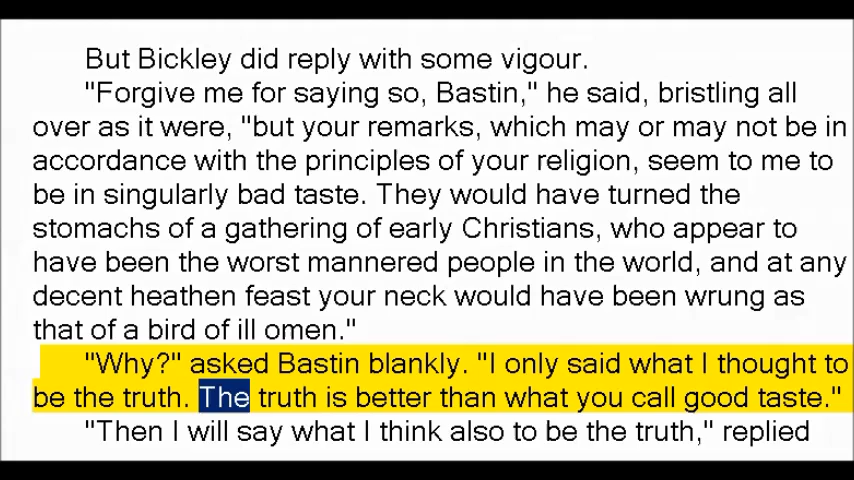 But Bickley did reply with some vigour.
"Forgive me for saying so, Bastin," he said, bristling all
over as it were, "but your remarks, which may or may not be in
accordance with the principles of your religion, seem to me to
be in singularly bad taste. They would have turned the
stomachs of a gathering of early Christians, who appear to
have been the worst mannered people in the world, and at any
decent heathen feast your neck would have been wrung as
that of a bird of ill omen."
"Why?" asked Bastin blankly. "I only said what I thought to
be the truth. The truth is better than what you call good taste."
"Then I will say what I think also to be the truth," replied